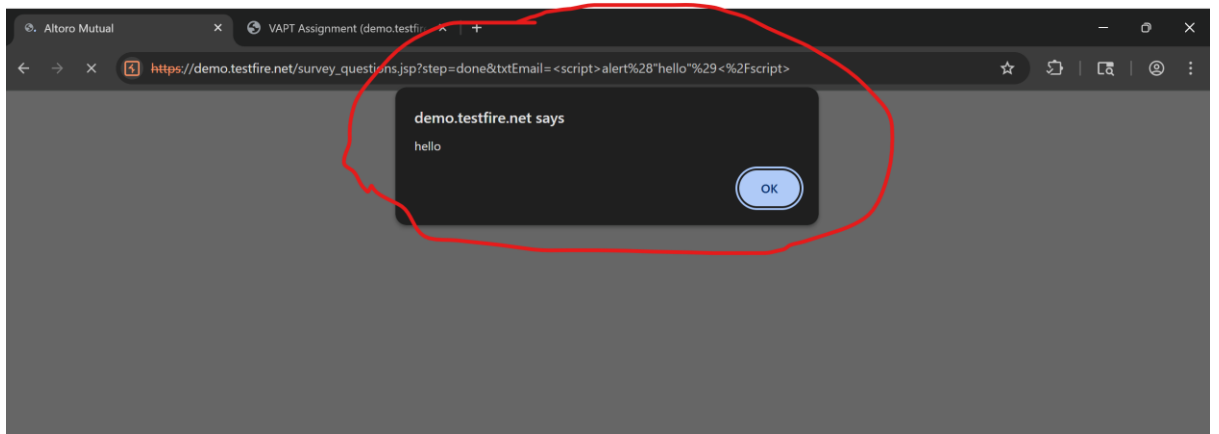 Altoro Mutual
VAPT Assignment (demo.testfir
https://demo.testfire.net/survey_questions.jsp?step=done&txtEmail=<script>alert%28"hello"%29<%2Fscript>
demo.testfire.net says
hello
OK